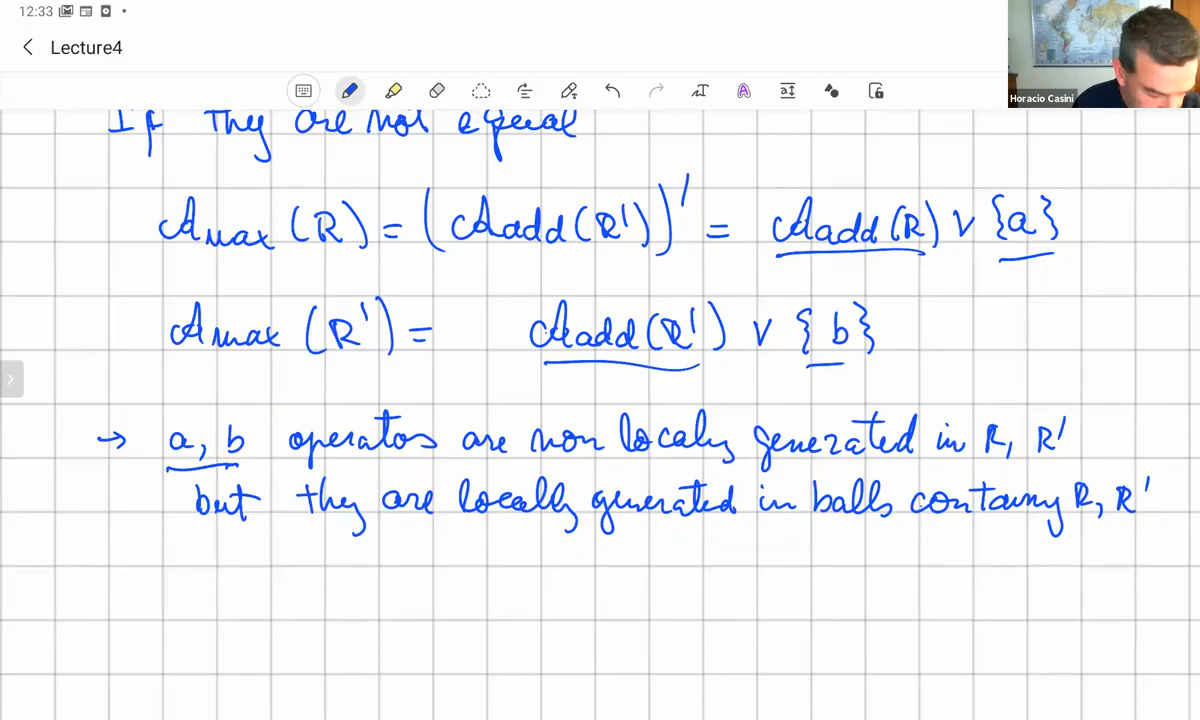 12:33
Lecture4
Horacio Casini
If they are not equal
𝒜max (R) = (𝒜add (R'))' = 𝒜add (R) ∨ {a}
𝒜max (R') = 𝒜add (R') ∨ { b }
→ a, b operators are non locally generated in R, R'
but they are locally generated in balls containing R, R'